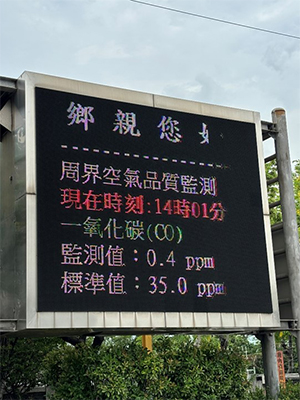 鄉親您
周界空氣品質監測
現在時刻:14時01分
一氧化碳(CO)
監測值：0.4 ppm
標準值：35.0 ppm